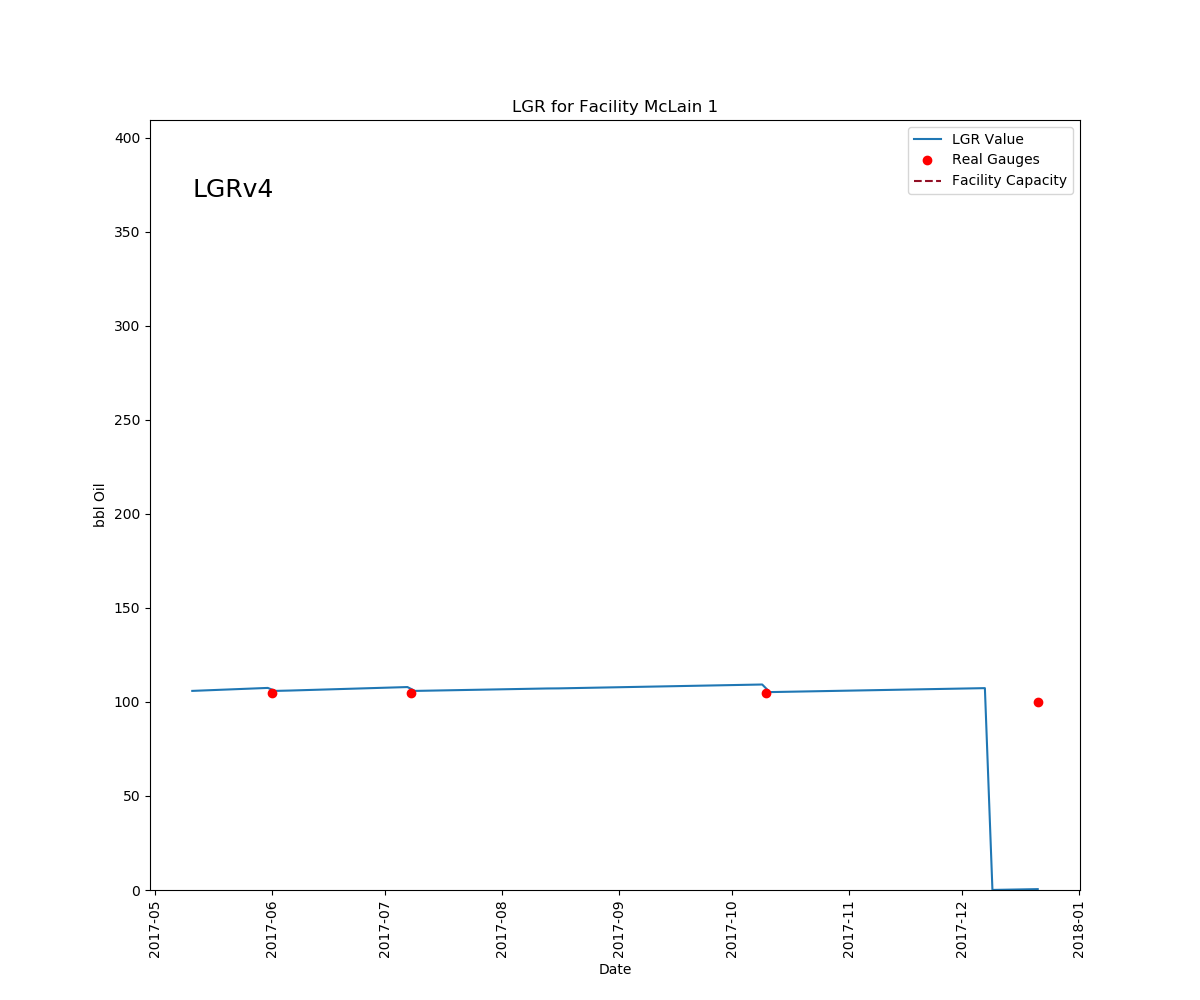 LGR for Facility McLain 1
LGRv4
LGR Value
Real Gauges
Facility Capacity
bbl Oil
400
350
300
250
200
150
100
50
0
2017-05
2017-06
2017-07
2017-08
2017-09
2017-10
2017-11
2017-12
2018-01
Date